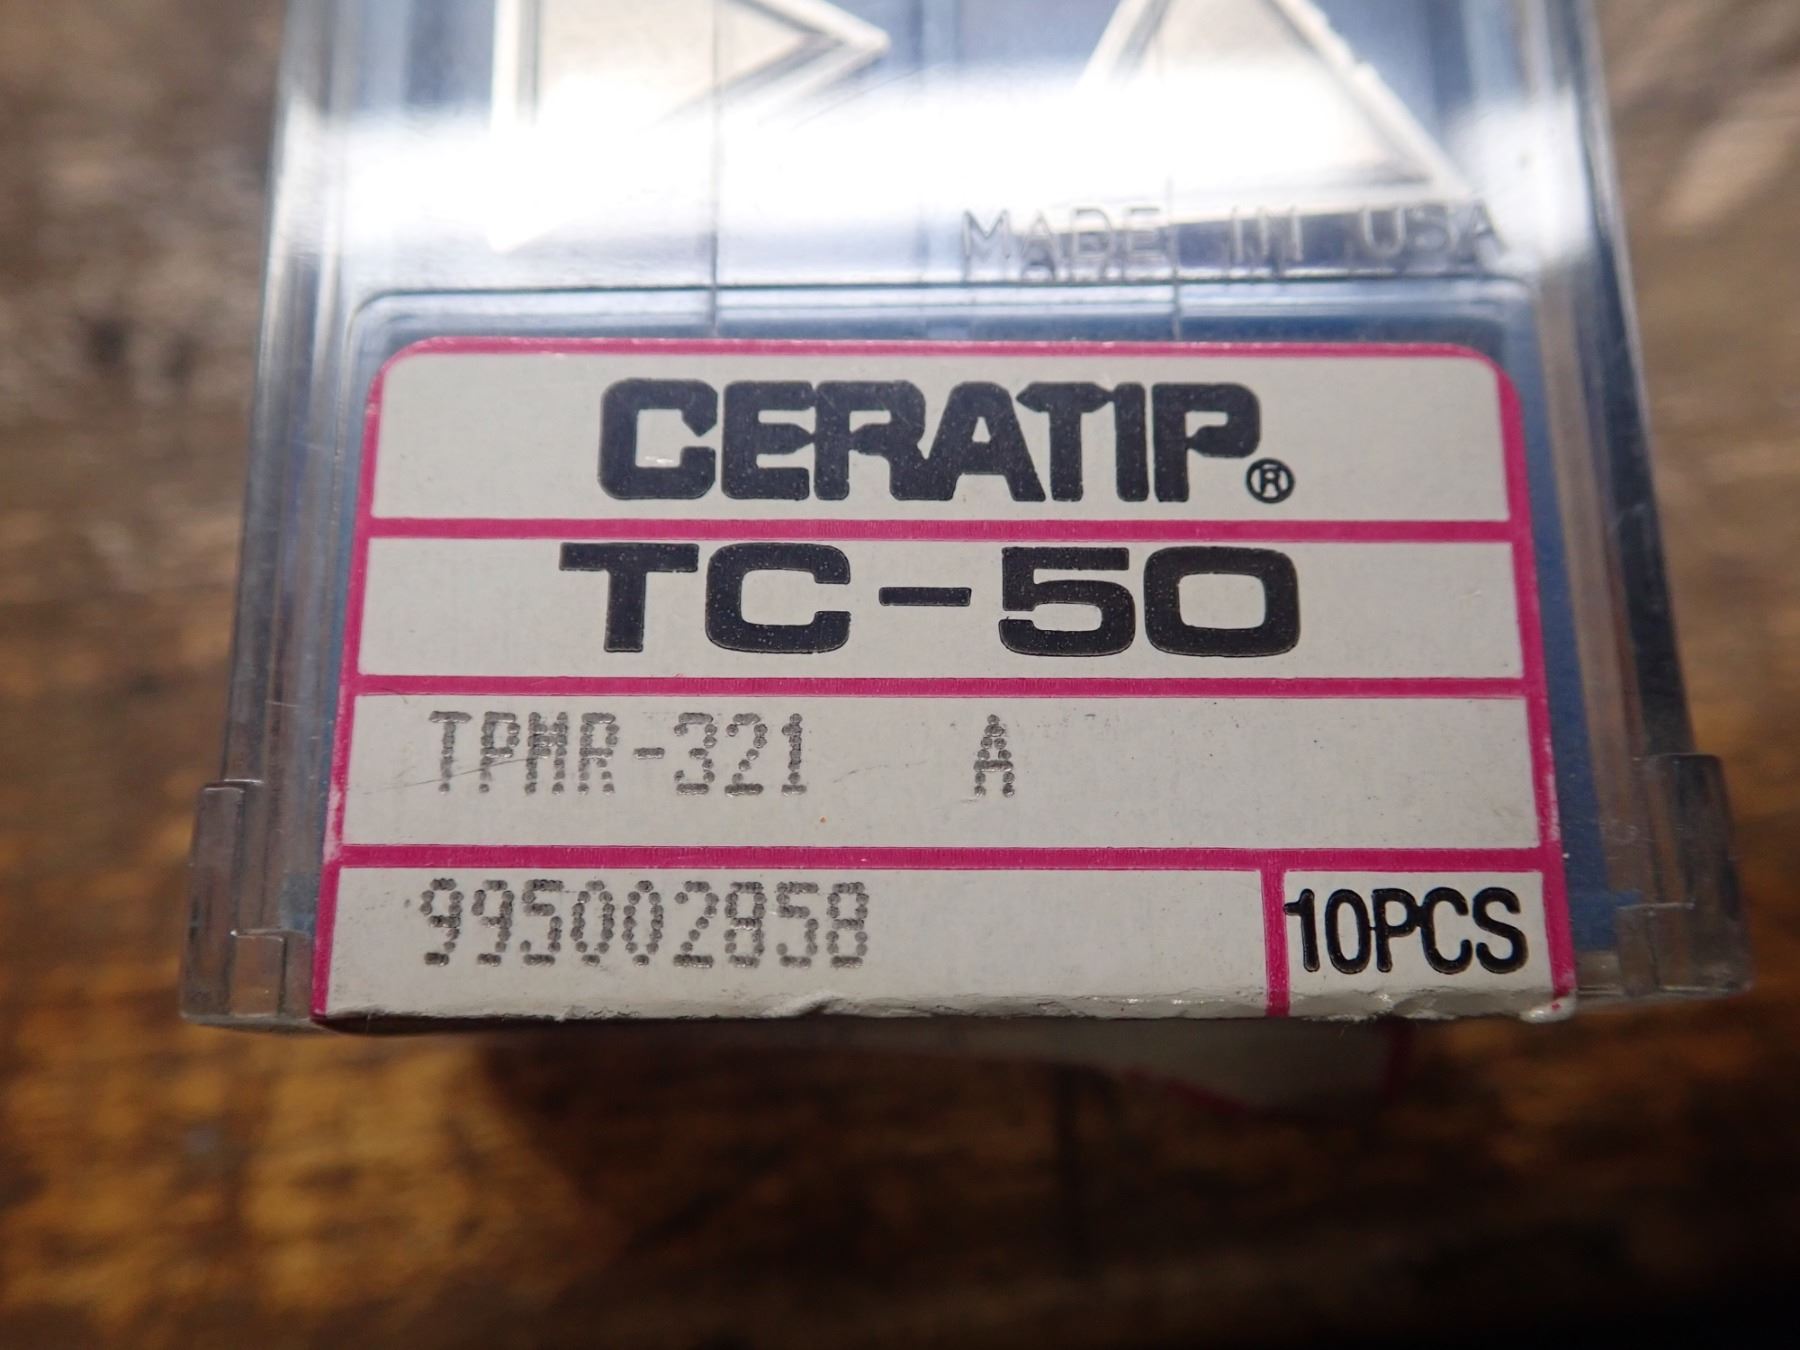 MADE IN USA
CERATIP®
TC-50
TPMR-321 A
995002858
10PCS